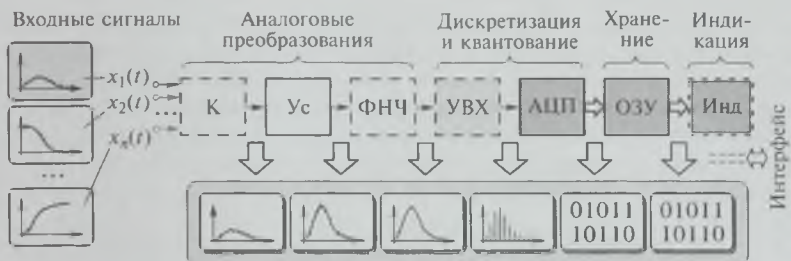 Входные сигналы
Аналоговые
преобразования
Дискретизация
и квантование
Хране-
ние
Инди-
кация
x₁(t)
x₂(t)
...
xₙ(t)
...
К
Ус
ФНЧ
УВХ
АЦП
ОЗУ
Инд
Интерфейс
01011
10110
01011
10110